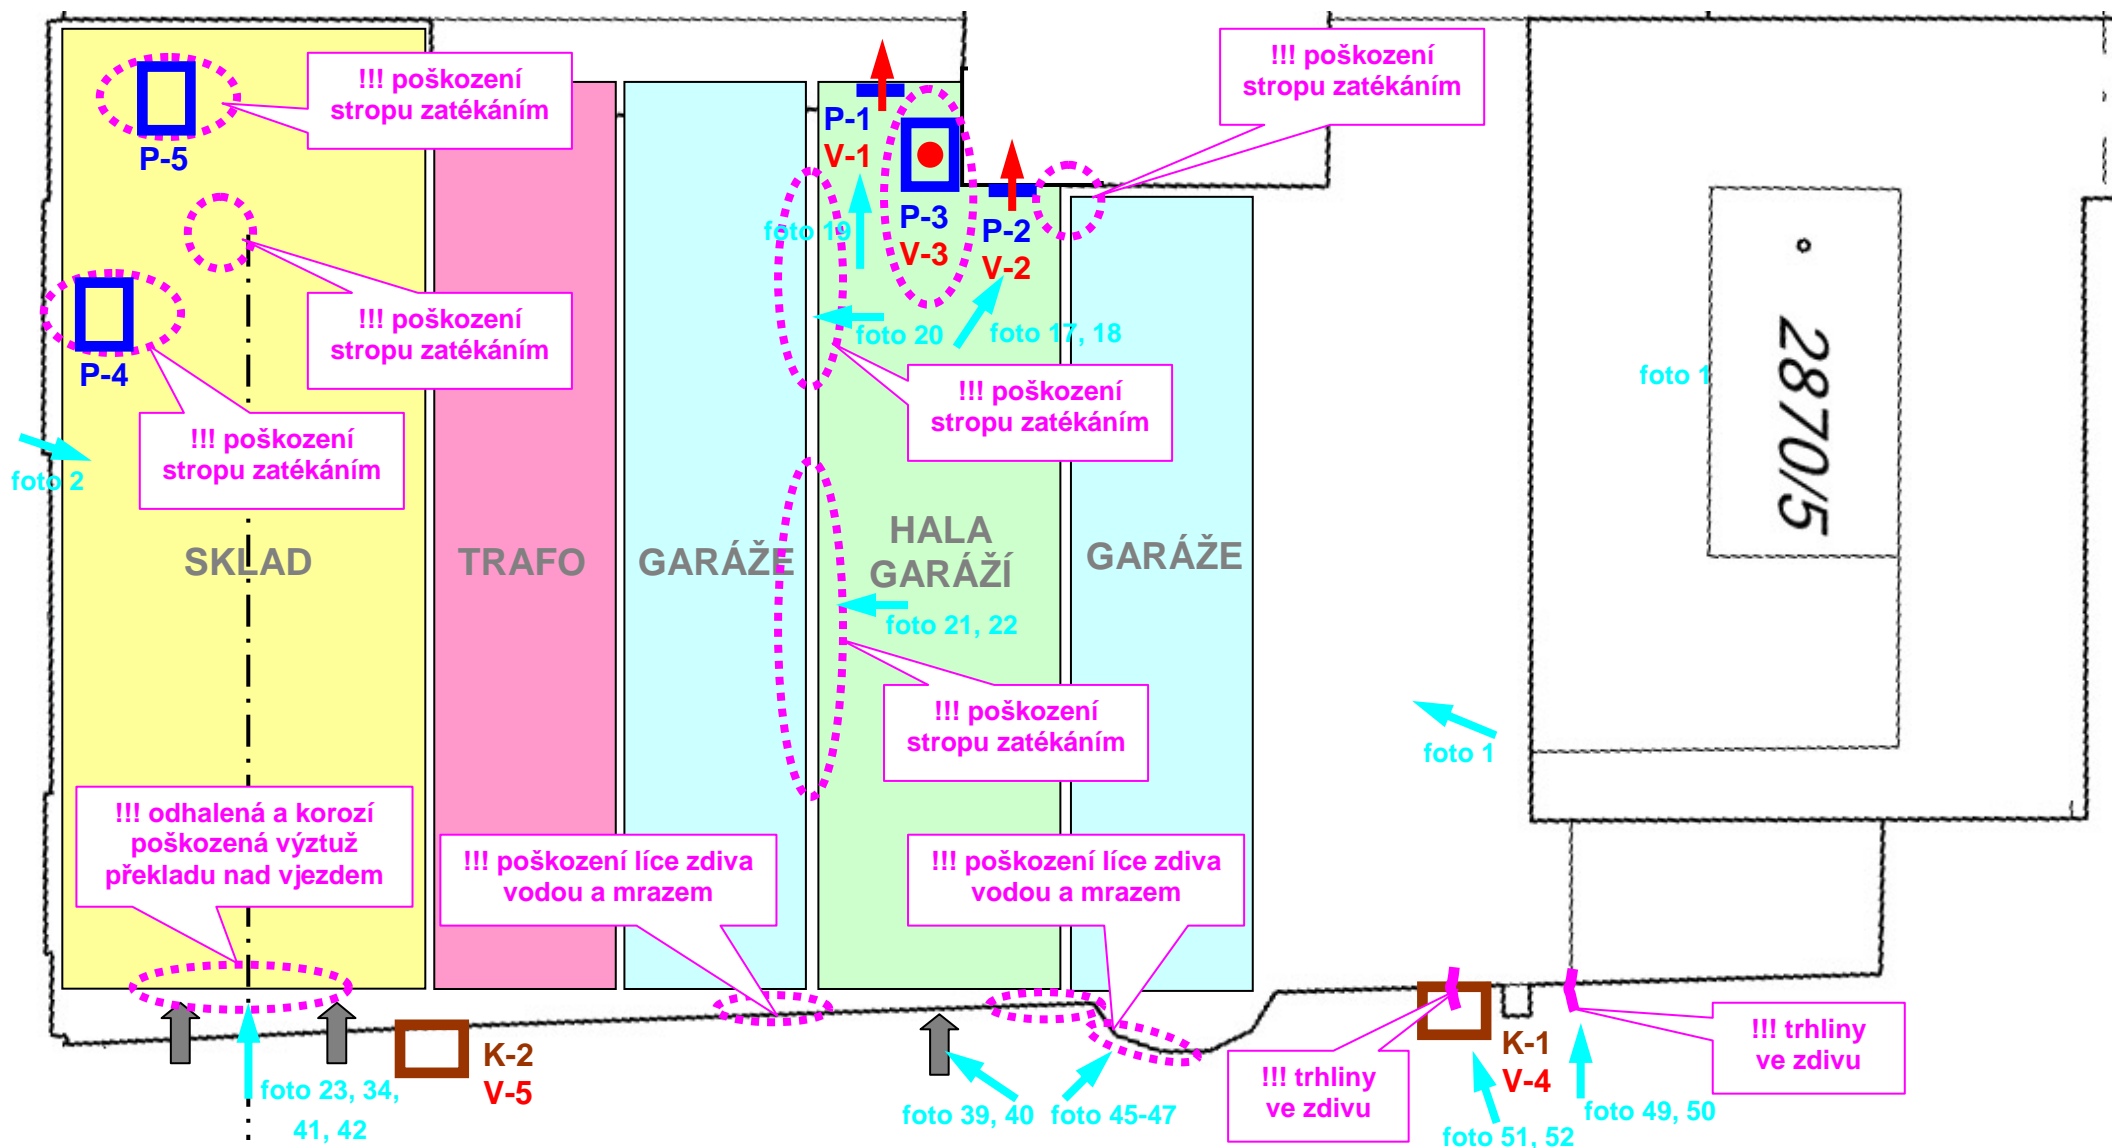 !!! poškození
stropu zatékáním
P-5
!!! poškození
stropu zatékáním
P-1
V-1
P-3
V-3
P-2
V-2
foto 19
foto 20
foto 17, 18
!!! poškození
stropu zatékáním
P-4
!!! poškození
stropu zatékáním
foto 2
!!! poškození
stropu zatékáním
foto 1
2870/5
SKLAD
TRAFO
GARÁŽE
HALA
GARÁŽÍ
GARÁŽE
foto 21, 22
!!! poškození
stropu zatékáním
foto 1
!!! odhalená a korozí
poškozená výztuž
překladu nad vjezdem
!!! poškození líce zdiva
vodou a mrazem
!!! poškození líce zdiva
vodou a mrazem
K-2
V-5
foto 23, 34,
41, 42
foto 39, 40
foto 45-47
!!! trhliny
ve zdivu
K-1
V-4
!!! trhliny
ve zdivu
foto 49, 50
foto 51, 52